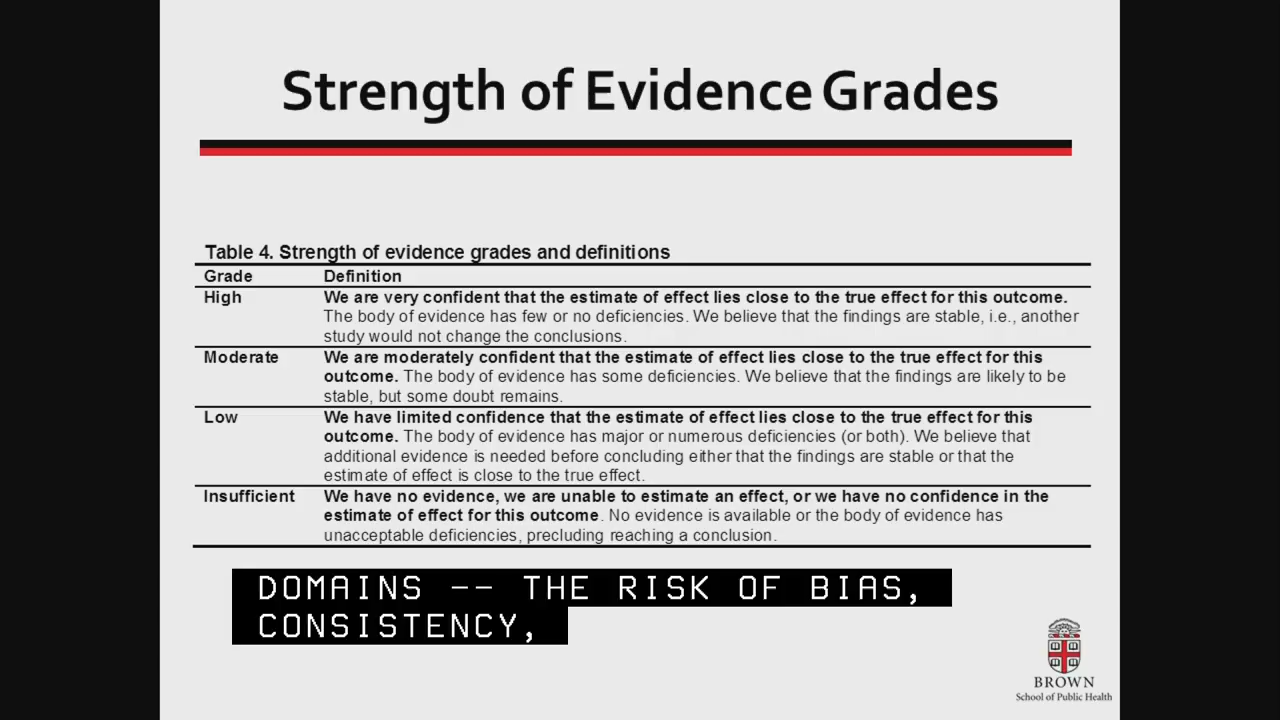 Strength of Evidence Grades
Table 4. Strength of evidence grades and definitions
Grade Definition
High We are very confident that the estimate of effect lies close to the true effect for this outcome.
The body of evidence has few or no deficiencies. We believe that the findings are stable, i.e., another
study would not change the conclusions.
Moderate We are moderately confident that the estimate of effect lies close to the true effect for this
outcome. The body of evidence has some deficiencies. We believe that the findings are likely to be
stable, but some doubt remains.
Low We have limited confidence that the estimate of effect lies close to the true effect for this
outcome. The body of evidence has major or numerous deficiencies (or both). We believe that
additional evidence is needed before concluding either that the findings are stable or that the
estimate of effect is close to the true effect.
Insufficient We have no evidence, we are unable to estimate an effect, or we have no confidence in the
estimate of effect for this outcome. No evidence is available or the body of evidence has
unacceptable deficiencies, precluding reaching a conclusion.
DOMAINS -- THE RISK OF BIAS,
CONSISTENCY,
BROWN
School of Public Health